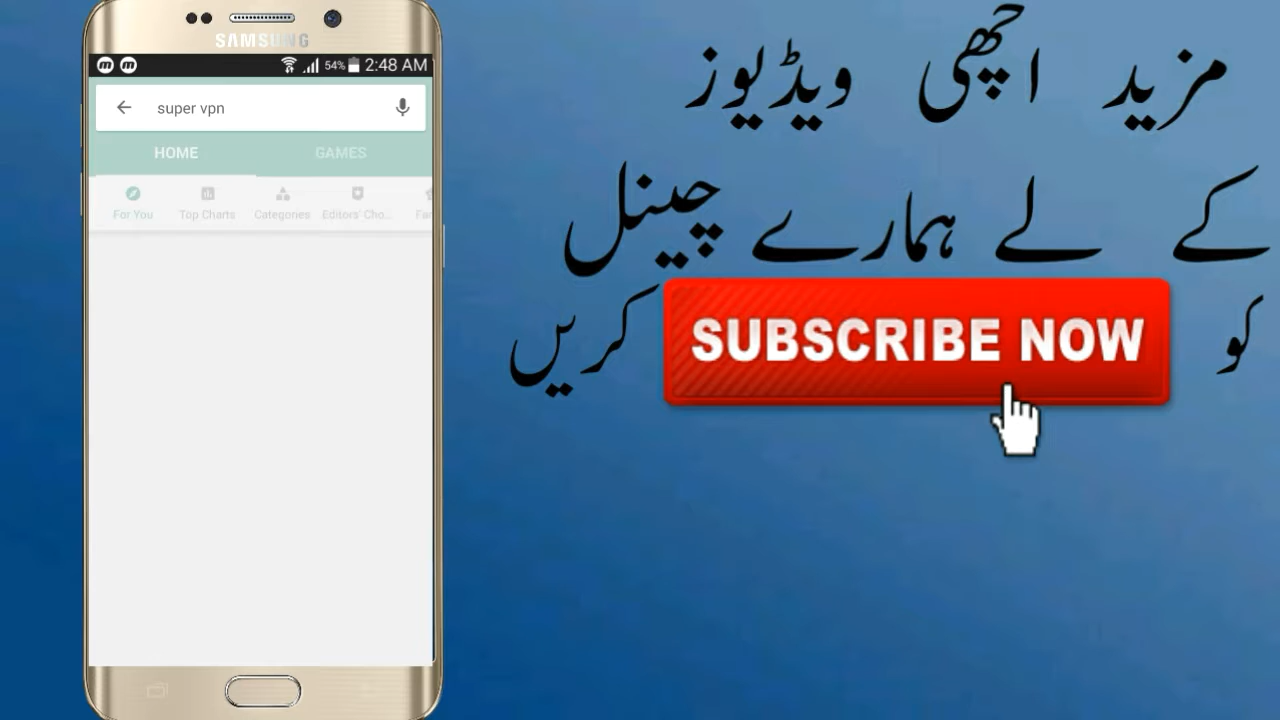 SAMSUNG
54% 2:48 AM
super vpn
HOME GAMES
For You Top Charts Categories Editors' Cho...
مزید اچھی ویڈیوز
کے لے ہمارے چینل
کو SUBSCRIBE NOW کریں